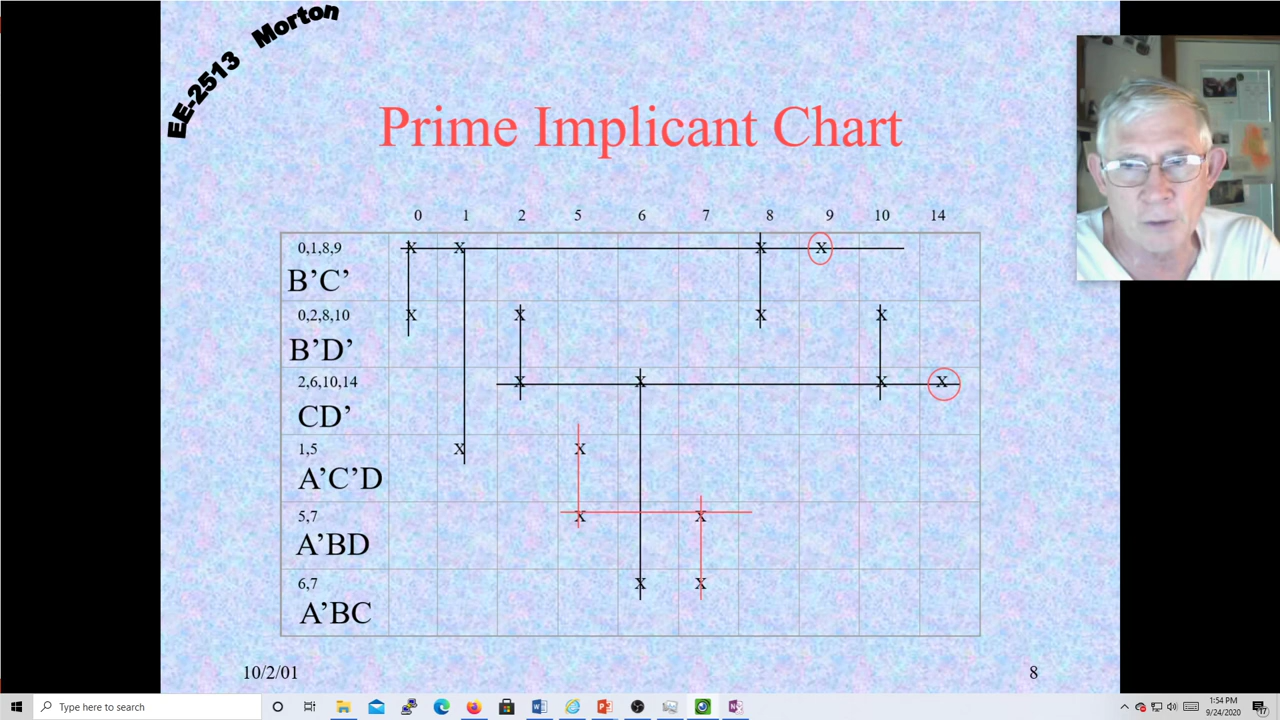 EE-2513 Morton
Prime Implicant Chart
0 1 2 5 6 7 8 9 10 14
0,1,8,9 x x x x
B’C’
0,2,8,10 x x x x
B’D’
2,6,10,14 x x x x
CD’
1,5 x x
A’C’D
5,7 x x
A’BD
6,7 x x
A’BC
10/2/01 8
Type here to search
1:54 PM
9/24/2020
17